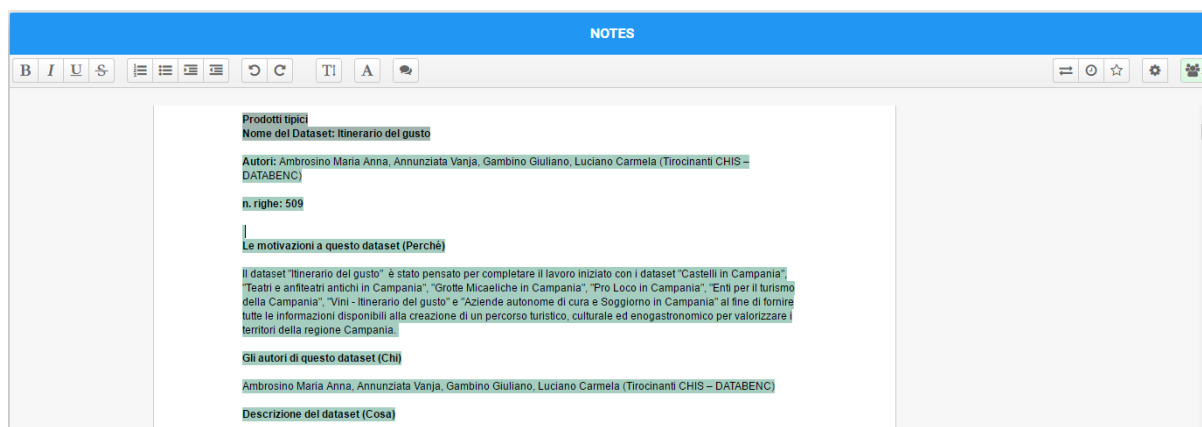 NOTES
B I U S T! A
Prodotti tipici
Nome del Dataset: Itinerario del gusto
Autori: Ambrosino Maria Anna, Annunziata Vanja, Gambino Giuliano, Luciano Carmela (Tirocinanti CHIS –
DATABENC)
n. righe: 509
Le motivazioni a questo dataset (Perché)
Il dataset "Itinerario del gusto" è stato pensato per completare il lavoro iniziato con i dataset "Castelli in Campania",
"Teatri e anfiteatri antichi in Campania", "Grotte Micaeliche in Campania", "Pro Loco in Campania", "Enti per il turismo
della Campania", "Vini - Itinerario del gusto" e "Aziende autonome di cura e Soggiorno in Campania" al fine di fornire
tutte le informazioni disponibili alla creazione di un percorso turistico, culturale ed enogastronomico per valorizzare i
territori della regione Campania.
Gli autori di questo dataset (Chi)
Ambrosino Maria Anna, Annunziata Vanja, Gambino Giuliano, Luciano Carmela (Tirocinanti CHIS – DATABENC)
Descrizione del dataset (Cosa)